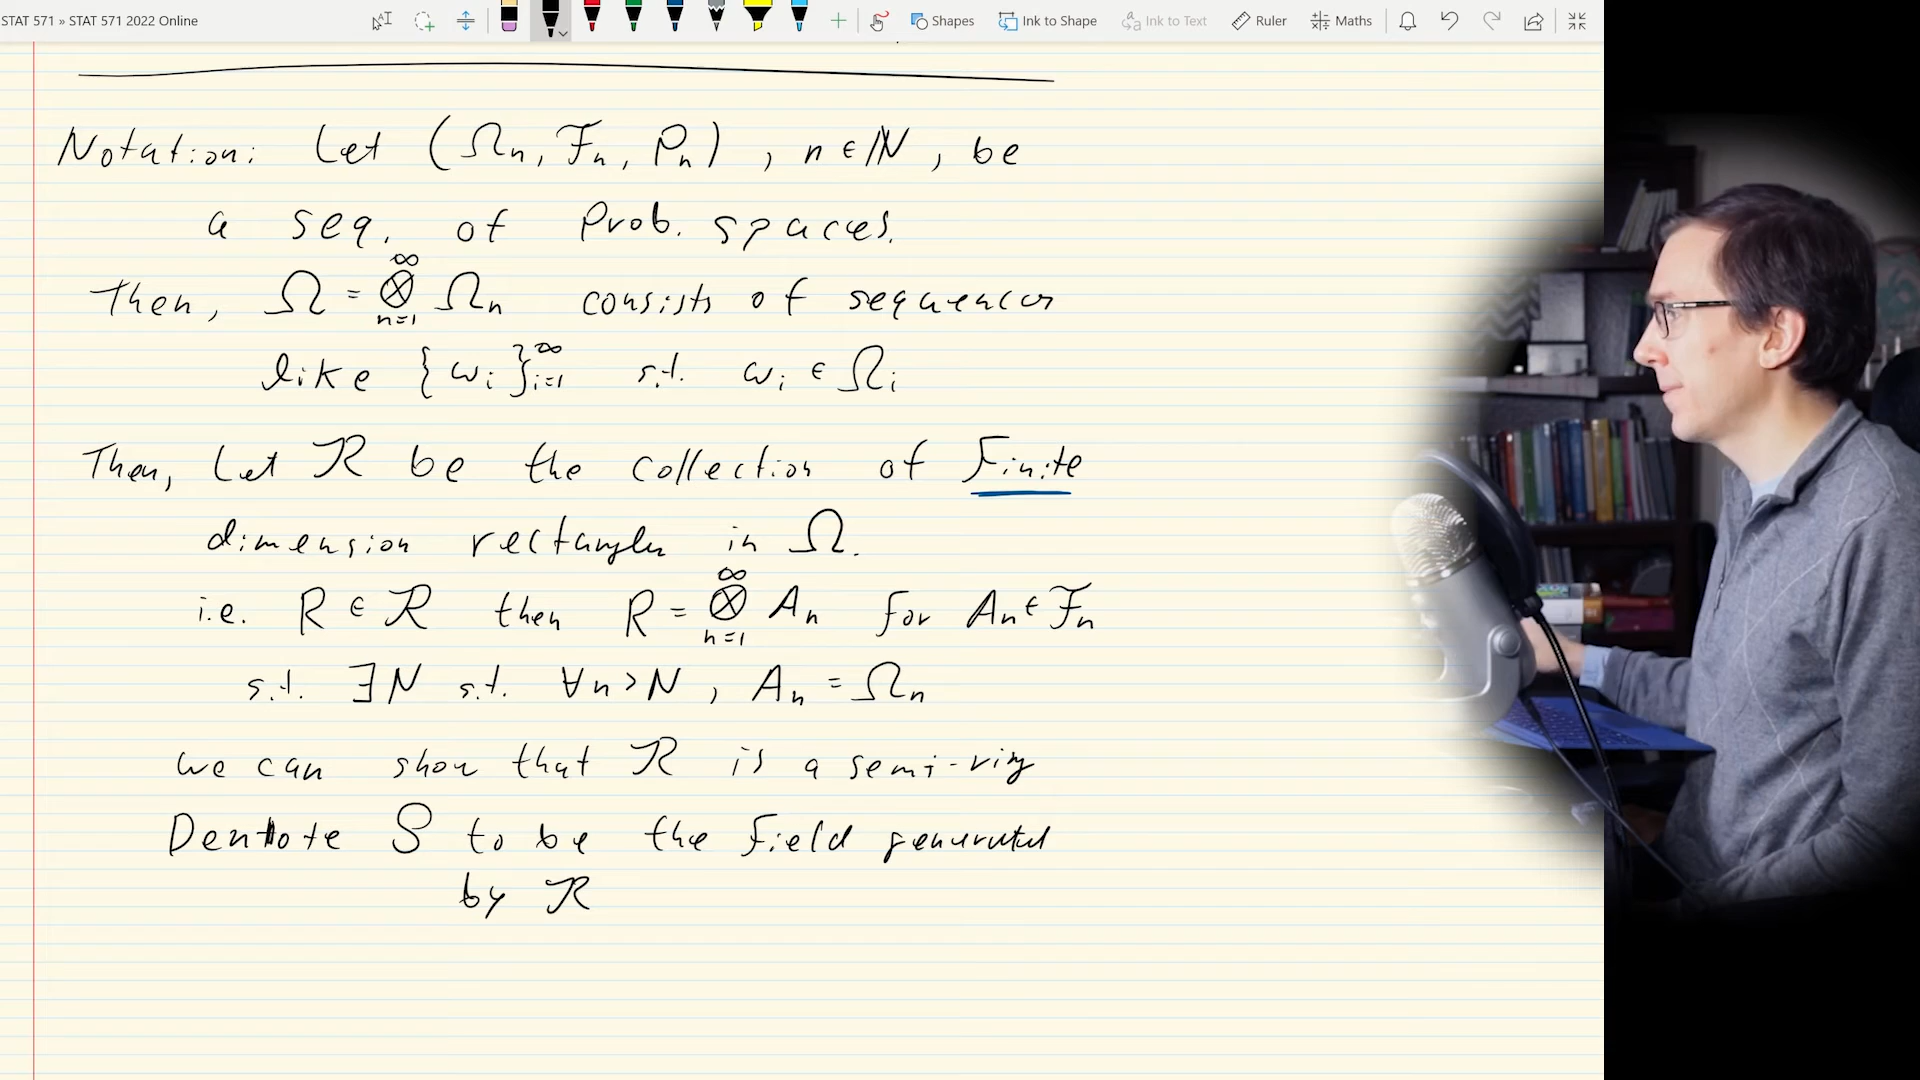 STAT 571 » STAT 571 2022 Online
Shapes Ink to Shape Ink to Text Ruler Maths
Notation: Let (Ωn, ℱn, Pn), n ∈ ℕ, be
a seq. of Prob. spaces.
Then, Ω = ⨂_{n=1}^∞ Ωn consists of sequences
like {ωi}_{i=1}^∞ s.t. ωi ∈ Ωi
Then, Let ℛ be the collection of Finite
dimension rectangles in Ω.
i.e. R ∈ ℛ then R = ⨂_{n=1}^∞ An for An ∈ ℱn
s.t. ∃N s.t. ∀n > N, An = Ωn
we can show that ℛ is a semi-ring
Denote S to be the field generated
by ℛ